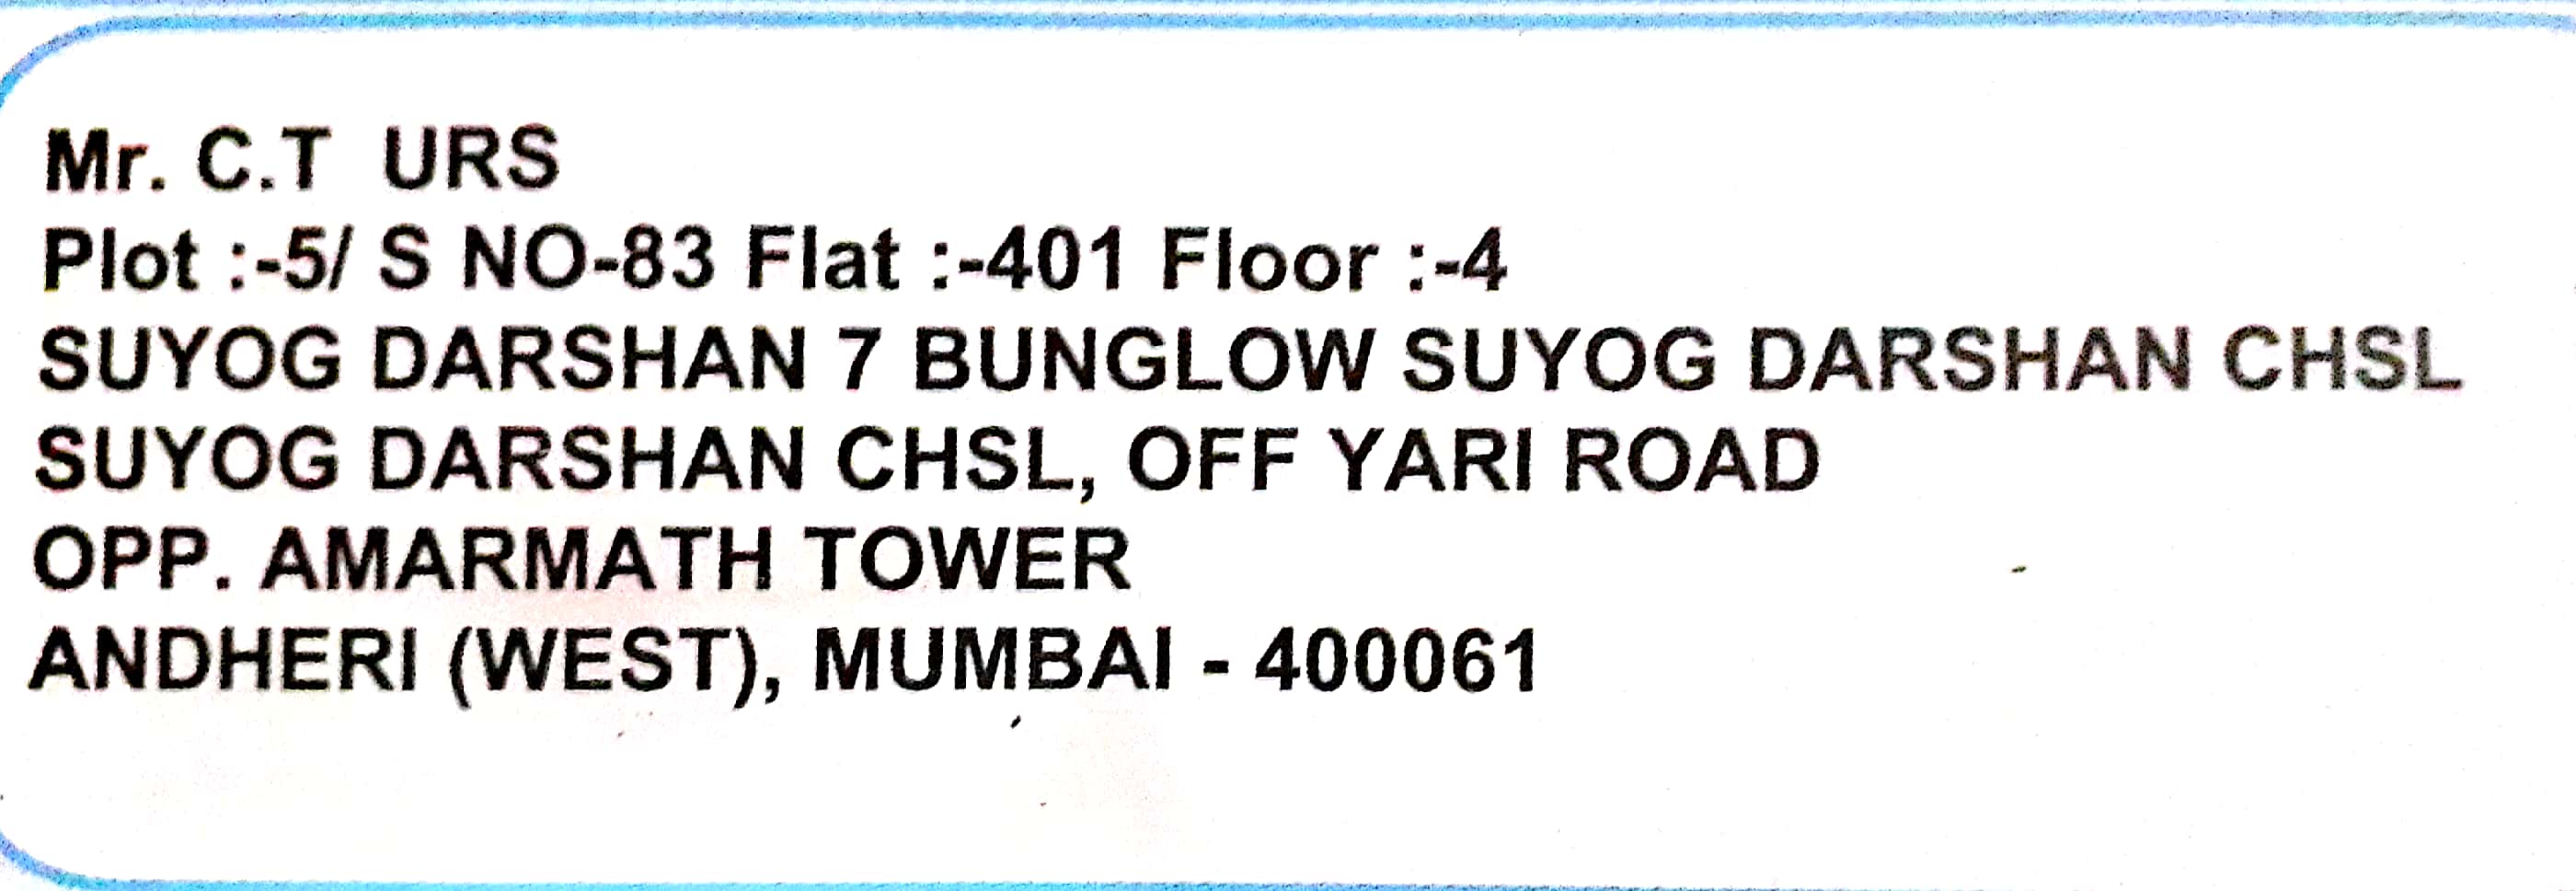 Mr. C.T  URS
Plot :-5/ S NO-83 Flat :-401 Floor :-4
SUYOG DARSHAN 7 BUNGLOW SUYOG DARSHAN CHSL
SUYOG DARSHAN CHSL, OFF YARI ROAD
OPP. AMARMATH TOWER
ANDHERI (WEST), MUMBAI - 400061